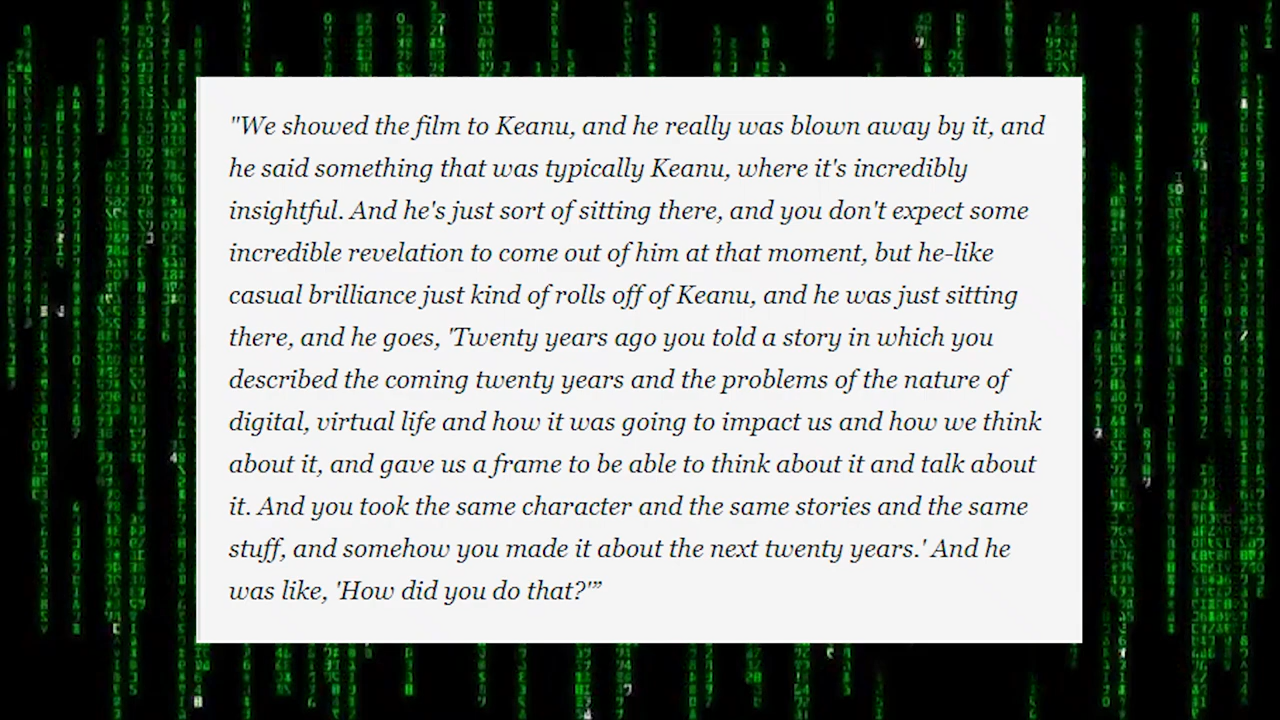 "We showed the film to Keanu, and he really was blown away by it, and
he said something that was typically Keanu, where it's incredibly
insightful. And he's just sort of sitting there, and you don't expect some
incredible revelation to come out of him at that moment, but he-like
casual brilliance just kind of rolls off of Keanu, and he was just sitting
there, and he goes, 'Twenty years ago you told a story in which you
described the coming twenty years and the problems of the nature of
digital, virtual life and how it was going to impact us and how we think
about it, and gave us a frame to be able to think about it and talk about
it. And you took the same character and the same stories and the same
stuff, and somehow you made it about the next twenty years.' And he
was like, 'How did you do that?'”